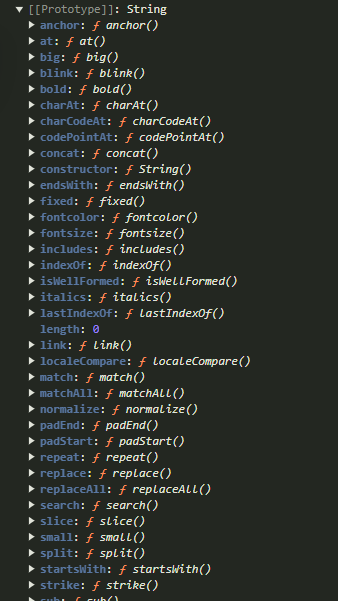 [[Prototype]]: String
anchor: ƒ anchor()
at: ƒ at()
big: ƒ big()
blink: ƒ blink()
bold: ƒ bold()
charAt: ƒ charAt()
charCodeAt: ƒ charCodeAt()
codePointAt: ƒ codePointAt()
concat: ƒ concat()
constructor: ƒ String()
endsWith: ƒ endsWith()
fixed: ƒ fixed()
fontcolor: ƒ fontcolor()
fontsize: ƒ fontsize()
includes: ƒ includes()
indexOf: ƒ indexOf()
isWellFormed: ƒ isWellFormed()
italics: ƒ italics()
lastIndexOf: ƒ lastIndexOf()
length: 0
link: ƒ link()
localeCompare: ƒ localeCompare()
match: ƒ match()
matchAll: ƒ matchAll()
normalize: ƒ normalize()
padEnd: ƒ padEnd()
padStart: ƒ padStart()
repeat: ƒ repeat()
replace: ƒ replace()
replaceAll: ƒ replaceAll()
search: ƒ search()
slice: ƒ slice()
small: ƒ small()
split: ƒ split()
startsWith: ƒ startsWith()
strike: ƒ strike()
sub: ƒ sub()